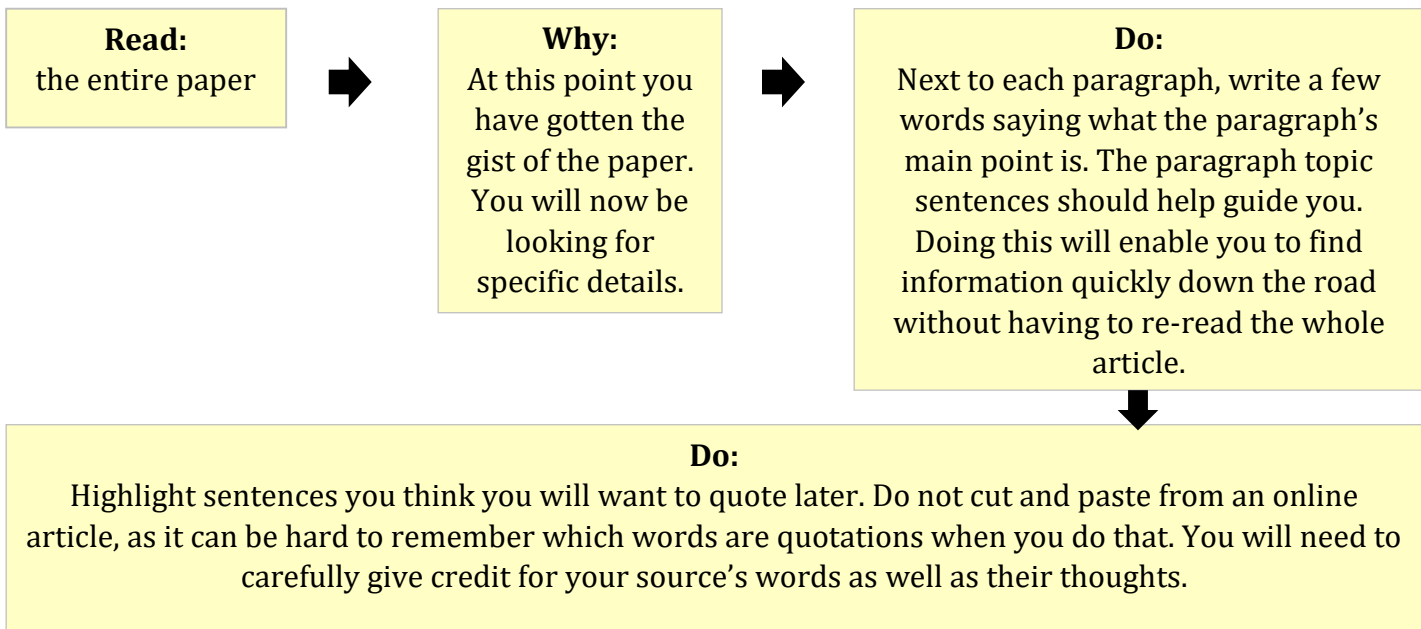 Read:
the entire paper
Why:
At this point you
have gotten the
gist of the paper.
You will now be
looking for
specific details.
Do:
Next to each paragraph, write a few
words saying what the paragraph’s
main point is. The paragraph topic
sentences should help guide you.
Doing this will enable you to find
information quickly down the road
without having to re-read the whole
article.
Do:
Highlight sentences you think you will want to quote later. Do not cut and paste from an online
article, as it can be hard to remember which words are quotations when you do that. You will need to
carefully give credit for your source’s words as well as their thoughts.